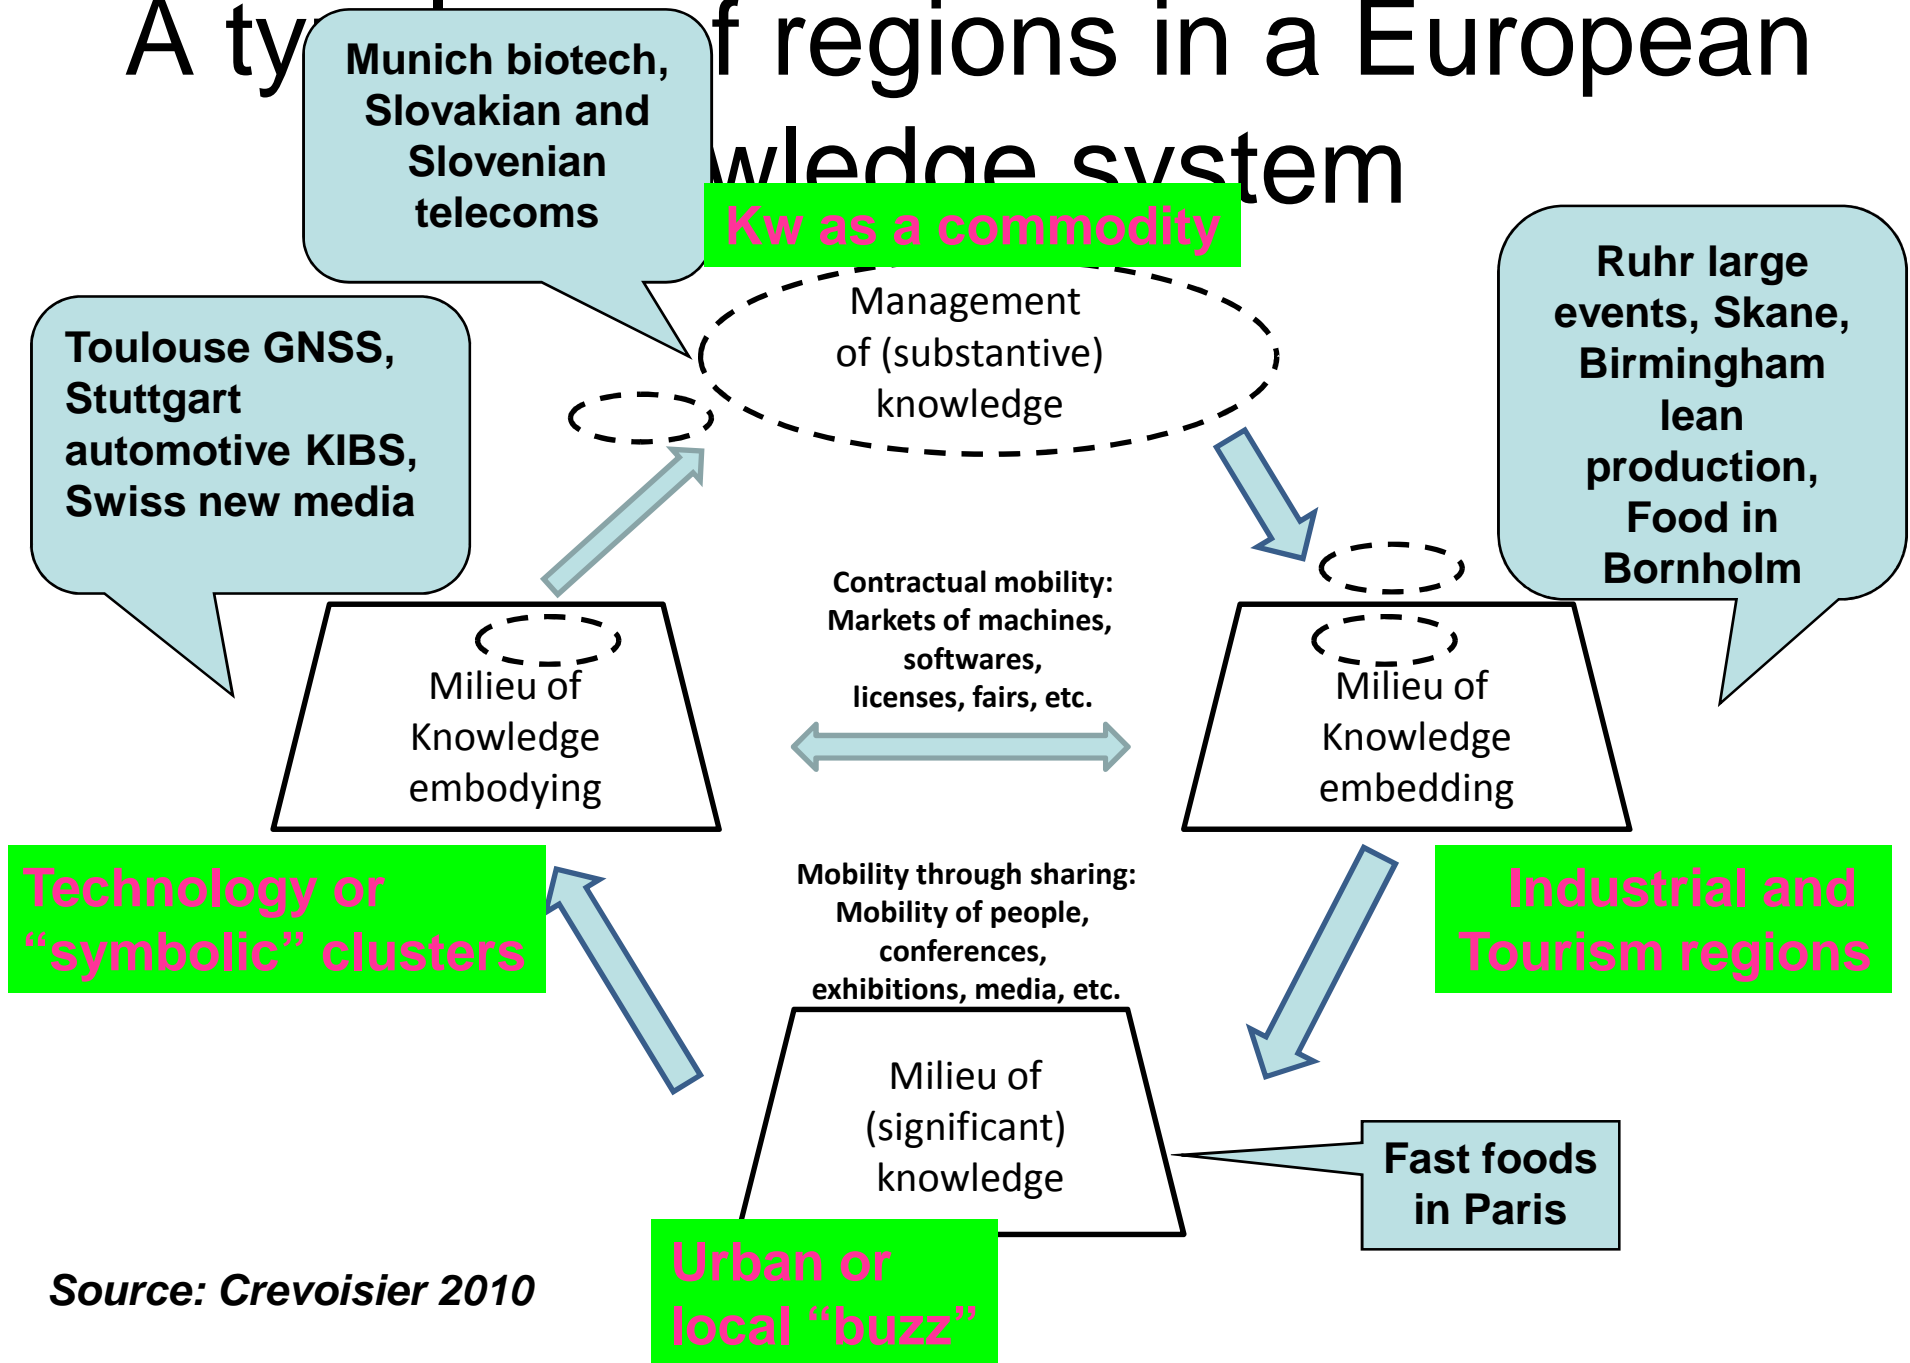 A ty f regions in a European
wledge system
Munich biotech,
Slovakian and
Slovenian
telecoms
Kw as a commodity
Management
of (substantive)
knowledge
Toulouse GNSS,
Stuttgart
automotive KIBS,
Swiss new media
Ruhr large
events, Skane,
Birmingham
lean
production,
Food in
Bornholm
Contractual mobility:
Markets of machines,
softwares,
licenses, fairs, etc.
Milieu of
Knowledge
embodying
Milieu of
Knowledge
embedding
Technology or
“symbolic” clusters
Mobility through sharing:
Mobility of people,
conferences,
exhibitions, media, etc.
Industrial and
Tourism regions
Milieu of
(significant)
knowledge
Fast foods
in Paris
Urban or
local “buzz”
Source: Crevoisier 2010